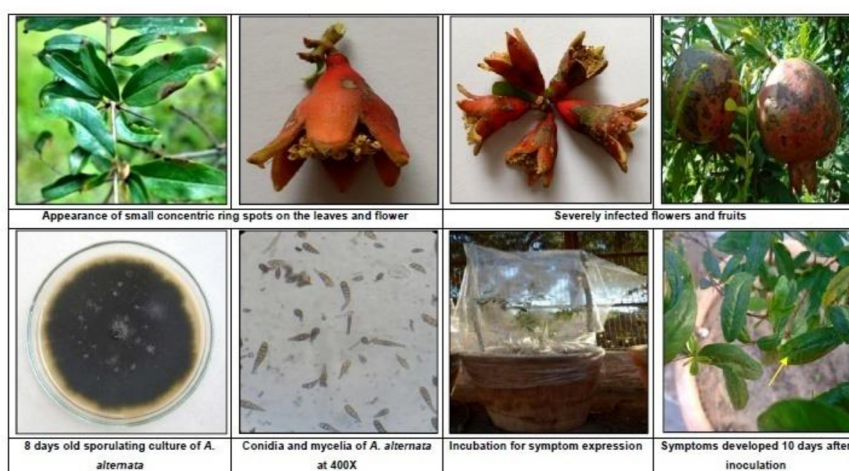 Appearance of small concentric ring spots on the leaves and flower
Severely infected flowers and fruits
8 days old sporulating culture of A.
alternata
Conidia and mycelia of A. alternata
at 400X
Incubation for symptom expression
Symptoms developed 10 days after
inoculation